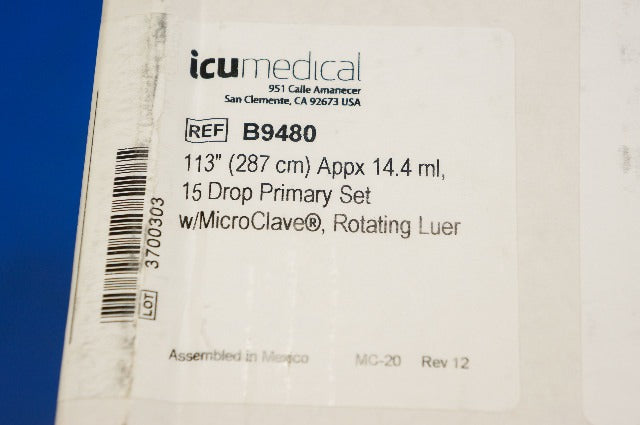 icumedical
951 Calle Amanecer
San Clemente, CA 92673 USA
REF B9480
113" (287 cm) Appx 14.4 ml,
15 Drop Primary Set
w/MicroClave®, Rotating Luer
LOT 3700303
Assembled in Mexico MC-20 Rev 12